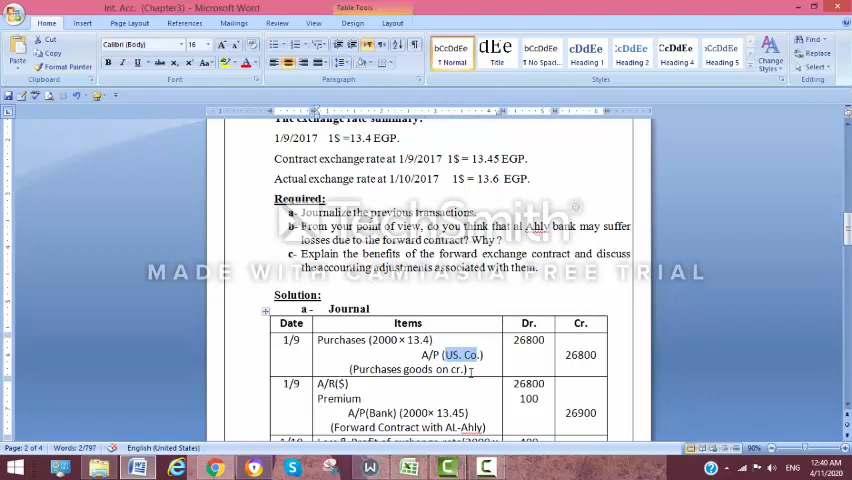 Int. Acc. (Chapter3) - Microsoft Word
Table Tools
Home Insert Page Layout References Mailings Review View Design Layout
Cut
Copy
Format Painter
Paste
Clipboard
Calibri (Body) 16
Font
Paragraph
bCcDdEe bCcDdEe bCcDdEe cDdE cDdEe CcDdEe bCcDdEe
¶ Normal Title ¶ No Spaci... Heading 2 Heading 4 Heading 5
Change Styles
Styles
Find
Replace
Select
Editing
The exchange rate summary:
1/9/2017 1$ =13.4 EGP.
Contract exchange rate at 1/9/2017 1$ = 13.45 EGP.
Actual exchange rate at 1/10/2017 1$ = 13.6 EGP.
Required:
a- Journalize the previous transactions.
b- From your point of view, do you think that al Ahly bank may suffer
losses due to the forward contract? Why ?
c- Explain the benefits of the forward exchange contract and discuss
the accounting adjustments associated with them.
TechSmith
MADE WITH CAMTASIA FREE TRIAL
Solution:
a - Journal
Date Items Dr. Cr.
1/9 Purchases (2000 × 13.4) 26800
A/P (US. Co.) 26800
(Purchases goods on cr.)
1/9 A/R($) 26800
Premium 100
A/P(Bank) (2000× 13.45) 26900
(Forward Contract with AL-Ahly)
Page: 2 of 4 Words: 2/797 English (United States) 90%
ENG 12:40 AM
4/11/2020